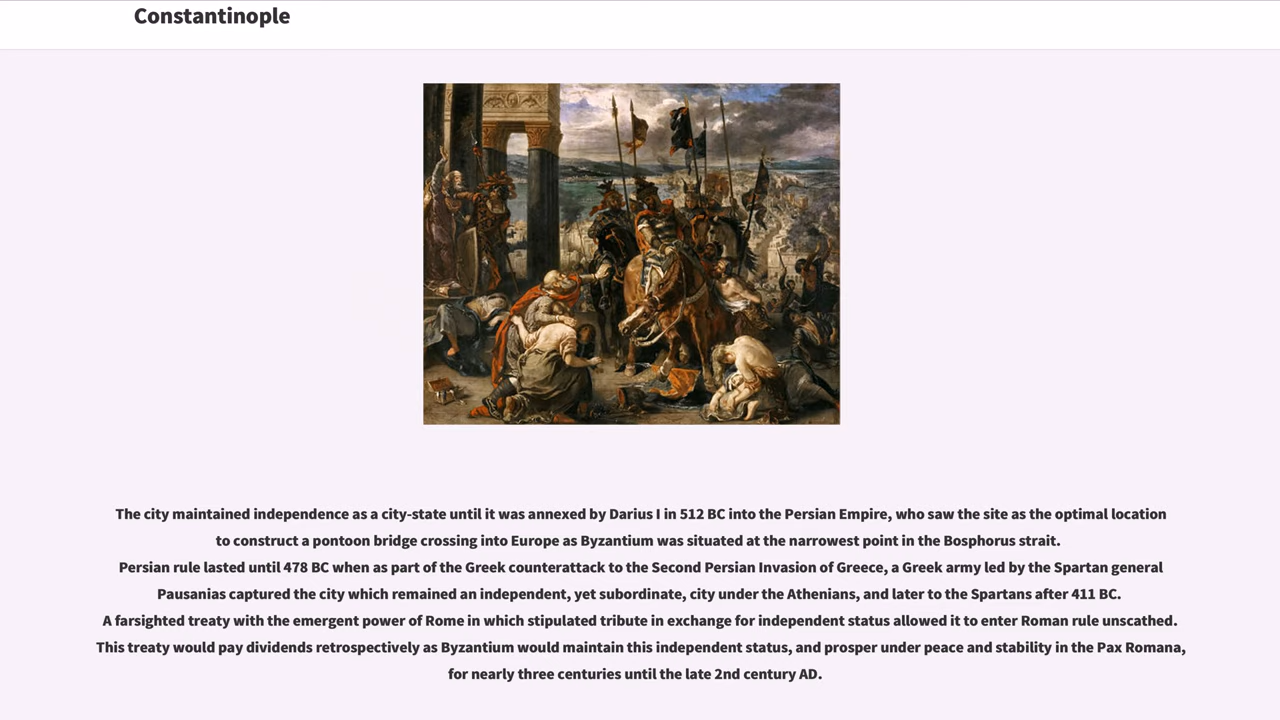 Constantinople
The city maintained independence as a city-state until it was annexed by Darius I in 512 BC into the Persian Empire, who saw the site as the optimal location
to construct a pontoon bridge crossing into Europe as Byzantium was situated at the narrowest point in the Bosphorus strait.
Persian rule lasted until 478 BC when as part of the Greek counterattack to the Second Persian Invasion of Greece, a Greek army led by the Spartan general
Pausanias captured the city which remained an independent, yet subordinate, city under the Athenians, and later to the Spartans after 411 BC.
A farsighted treaty with the emergent power of Rome in which stipulated tribute in exchange for independent status allowed it to enter Roman rule unscathed.
This treaty would pay dividends retrospectively as Byzantium would maintain this independent status, and prosper under peace and stability in the Pax Romana,
for nearly three centuries until the late 2nd century AD.